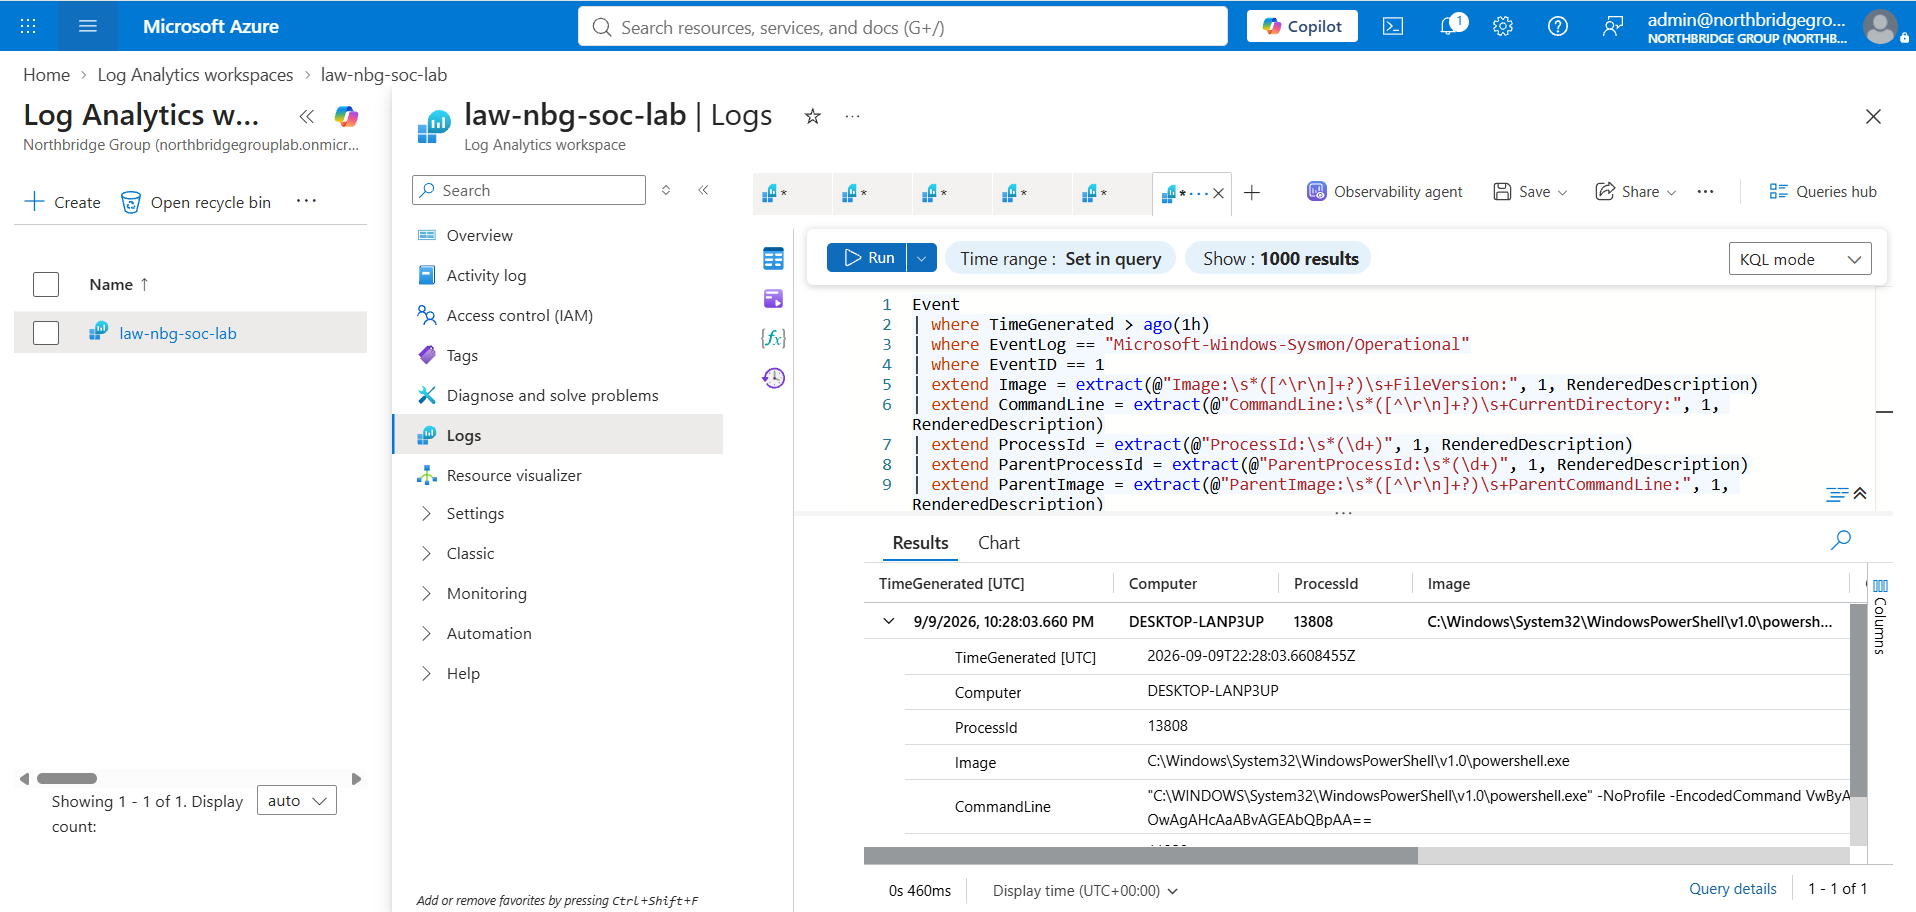 Microsoft Azure
Search resources, services, and docs (G+/)
Copilot
1
admin@northbridgegro...
NORTHBRIDGE GROUP (NORTHB...
Home > Log Analytics workspaces > law-nbg-soc-lab
Log Analytics w...
Northbridge Group (northbridgegrouplab.onmicr...
Create
Open recycle bin
...
Name ↑
law-nbg-soc-lab
Showing 1 - 1 of 1. Display count:
auto
law-nbg-soc-lab | Logs
...
Log Analytics workspace
Search
Overview
Activity log
Access control (IAM)
Tags
Diagnose and solve problems
Logs
Resource visualizer
Settings
Classic
Monitoring
Automation
Help
Add or remove favorites by pressing Ctrl+Shift+F
* * * * * *...
Observability agent
Save
Share
...
Queries hub
Run
Time range : Set in query
Show : 1000 results
KQL mode
{fx}
1 Event
2 | where TimeGenerated > ago(1h)
3 | where EventLog == "Microsoft-Windows-Sysmon/Operational"
4 | where EventID == 1
5 | extend Image = extract(@"Image:\s*([^\r\n]+?)\s+FileVersion:", 1, RenderedDescription)
6 | extend CommandLine = extract(@"CommandLine:\s*([^\r\n]+?)\s+CurrentDirectory:", 1,
RenderedDescription)
7 | extend ProcessId = extract(@"ProcessId:\s*(\d+)", 1, RenderedDescription)
8 | extend ParentProcessId = extract(@"ParentProcessId:\s*(\d+)", 1, RenderedDescription)
9 | extend ParentImage = extract(@"ParentImage:\s*([^\r\n]+?)\s+ParentCommandLine:", 1,
RenderedDescription)
...
Results
Chart
TimeGenerated [UTC] Computer ProcessId Image
Columns
9/9/2026, 10:28:03.660 PM DESKTOP-LANP3UP 13808 C:\Windows\System32\WindowsPowerShell\v1.0\powersh...
TimeGenerated [UTC] 2026-09-09T22:28:03.6608455Z
Computer DESKTOP-LANP3UP
ProcessId 13808
Image C:\Windows\System32\WindowsPowerShell\v1.0\powershell.exe
CommandLine "C:\WINDOWS\System32\WindowsPowerShell\v1.0\powershell.exe" -NoProfile -EncodedCommand VwByA
OwAgAHcAaABvAGEAbQBpAA==
0s 460ms
Display time (UTC+00:00)
Query details
1 - 1 of 1